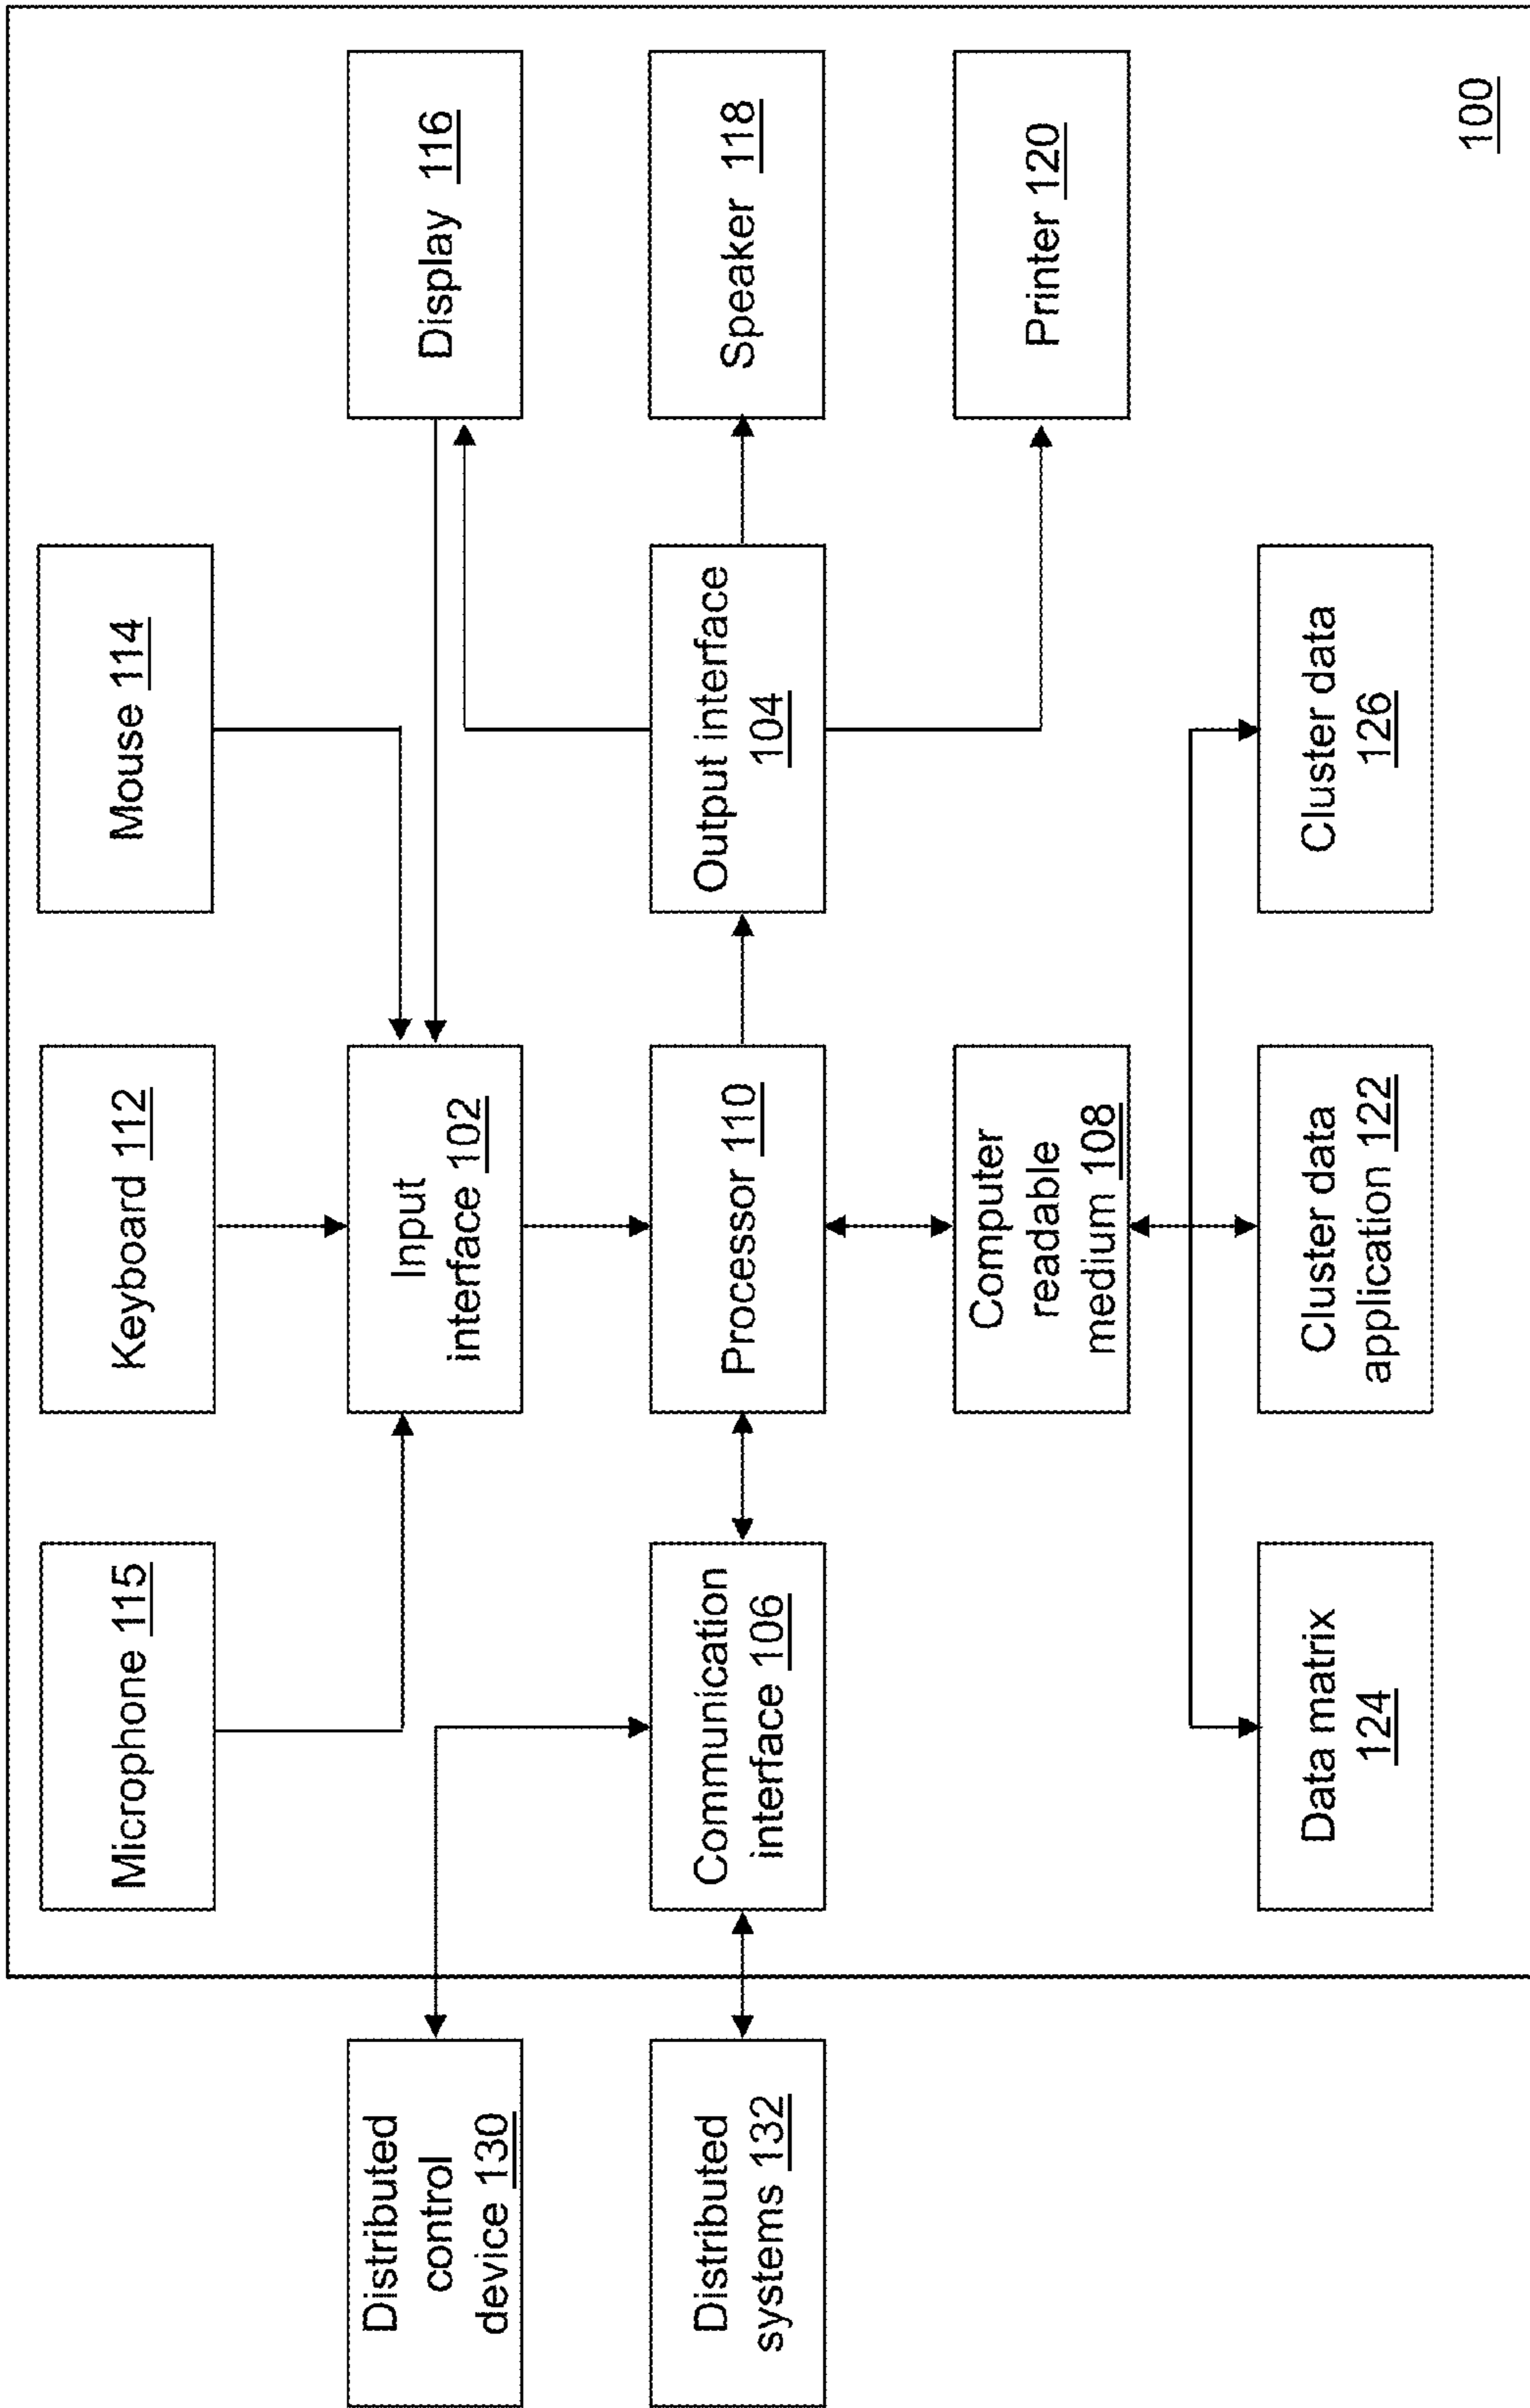 Microphone 115
Keyboard 112
Mouse 114
Distributed
control
device 130
Input
interface 102
Display 116
Distributed
systems 132
Communication
interface 106
Processor 110
Output interface
104
Speaker 118
Computer
readable
medium 108
Printer 120
Data matrix
124
Cluster data
application 122
Cluster data
126
100